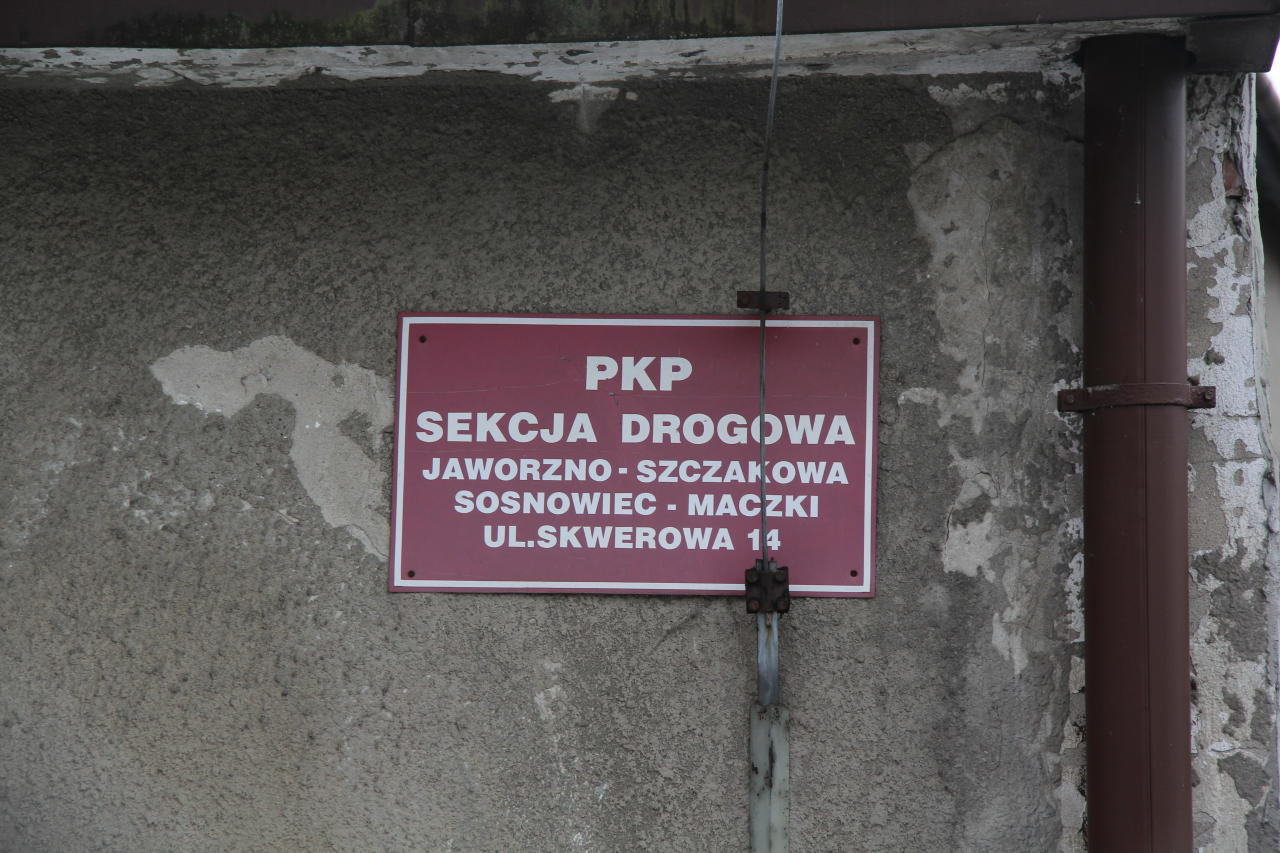 PKP
SEKCJA DROGOWA
JAWORZNO - SZCZAKOWA
SOSNOWIEC - MACZKI
UL.SKWEROWA 14